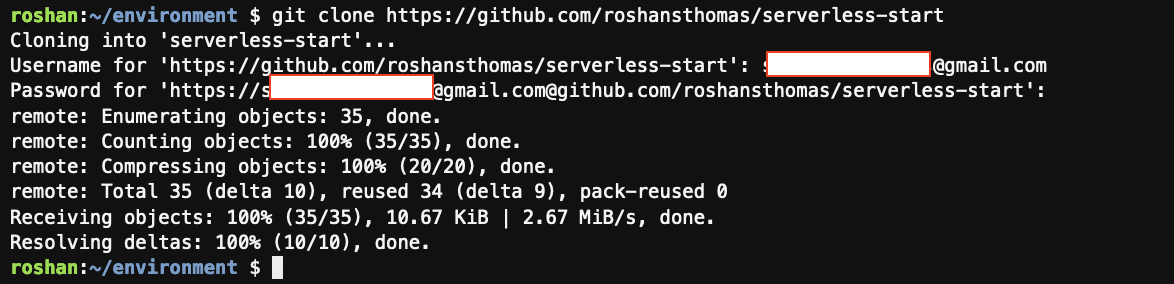 roshan:~/environment $ git clone https://github.com/roshansthomas/serverless-start
Cloning into 'serverless-start'...
Username for 'https://github.com/roshansthomas/serverless-start': s@gmail.com
Password for 'https://s@gmail.com@github.com/roshansthomas/serverless-start':
remote: Enumerating objects: 35, done.
remote: Counting objects: 100% (35/35), done.
remote: Compressing objects: 100% (20/20), done.
remote: Total 35 (delta 10), reused 34 (delta 9), pack-reused 0
Receiving objects: 100% (35/35), 10.67 KiB | 2.67 MiB/s, done.
Resolving deltas: 100% (10/10), done.
roshan:~/environment $